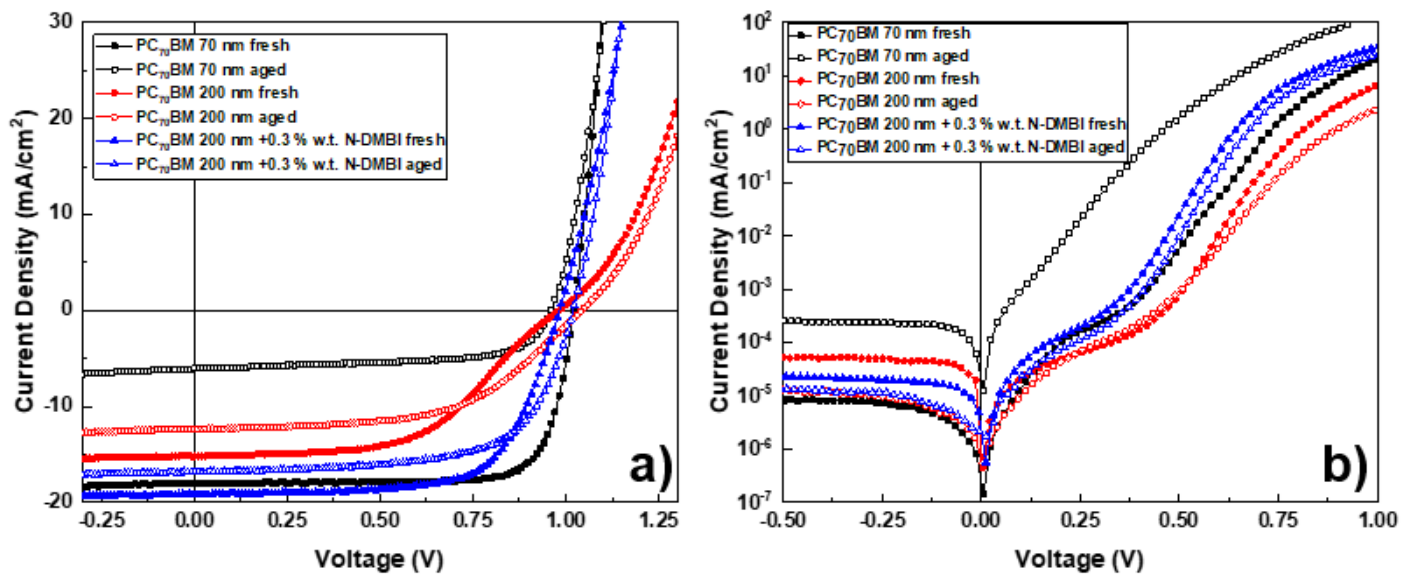 30
20
10
0
-10
-20
Current Density (mA/cm²)
PC₇₀BM 70 nm fresh
PC₇₀BM 70 nm aged
PC₇₀BM 200 nm fresh
PC₇₀BM 200 nm aged
PC₇₀BM 200 nm +0.3 % w.t. N-DMBI fresh
PC₇₀BM 200 nm +0.3 % w.t. N-DMBI aged
a)
-0.25 0.00 0.25 0.50 0.75 1.00 1.25
Voltage (V)
10²
10¹
10⁰
10⁻¹
10⁻²
10⁻³
10⁻⁴
10⁻⁵
10⁻⁶
10⁻⁷
Current Density (mA/cm²)
PC₇₀BM 70 nm fresh
PC₇₀BM 70 nm aged
PC₇₀BM 200 nm fresh
PC₇₀BM 200 nm aged
PC₇₀BM 200 nm + 0.3 % w.t. N-DMBI fresh
PC₇₀BM 200 nm + 0.3 % w.t. N-DMBI aged
b)
-0.50 -0.25 0.00 0.25 0.50 0.75 1.00
Voltage (V)